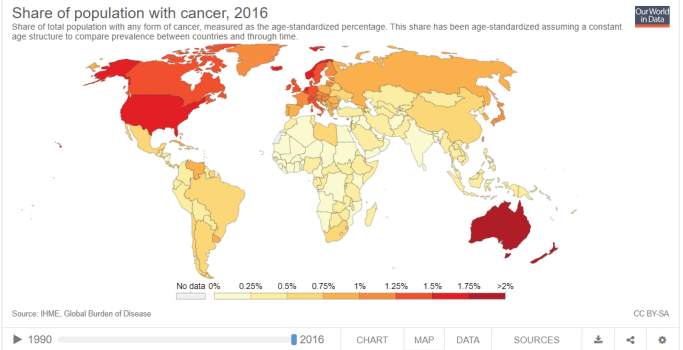 Share of population with cancer, 2016
Share of total population with any form of cancer, measured as the age-standardized percentage. This share has been age-standardized assuming a constant
age structure to compare prevalence between countries and through time.
Our World
in Data
No data 0% 0.25% 0.5% 0.75% 1% 1.25% 1.5% 1.75% >2%
Source: IHME, Global Burden of Disease
CC BY-SA
1990 2016 CHART MAP DATA SOURCES